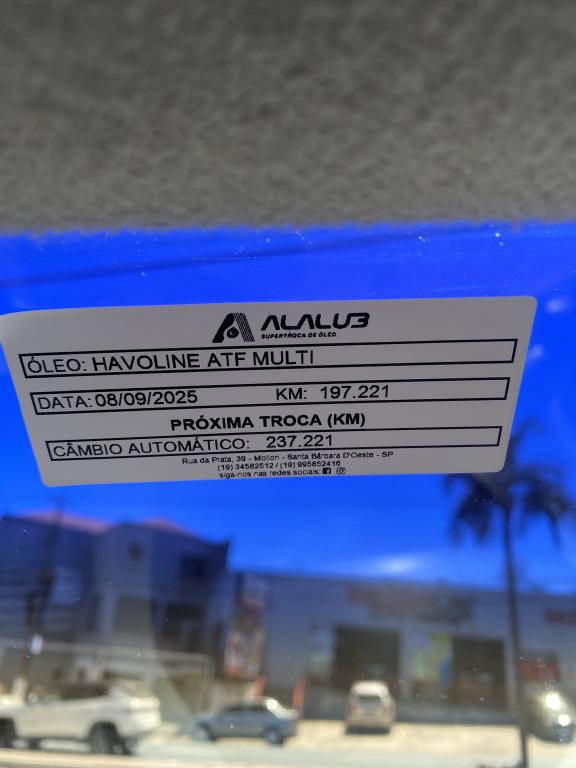 ALALUB
SUPERTROCA DE ÓLEO
ÓLEO: HAVOLINE ATF MULTI
DATA: 08/09/2025 KM: 197.221
PRÓXIMA TROCA (KM)
CÂMBIO AUTOMÁTICO: 237.221
Rua da Prata, 39 - Mollon - Santa Bárbara D'Oeste - SP
(19) 34582512 / (19) 995852416
siga-nos nas redes sociais: